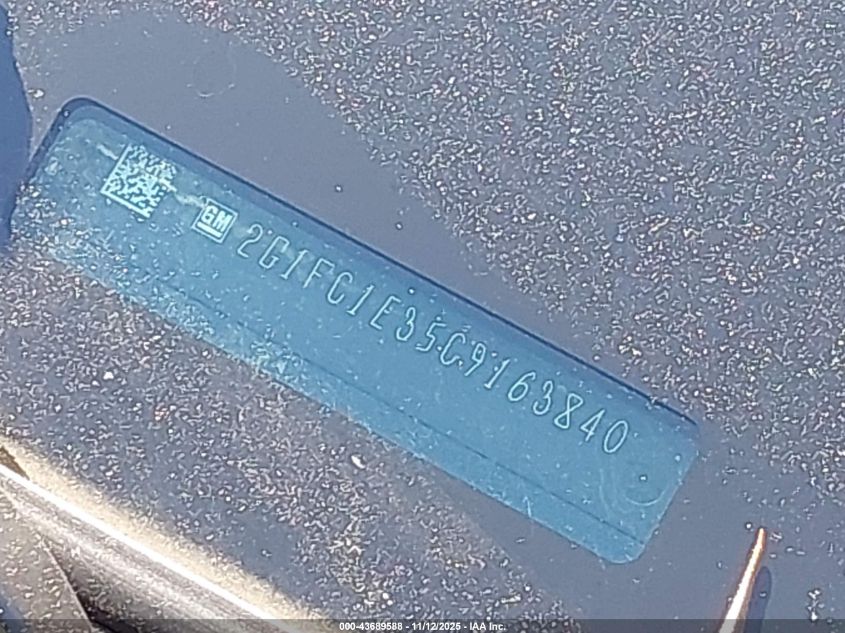 GM 2G1FC1E35C9163840
000-43689588 - 11/12/2025 - IAA Inc.